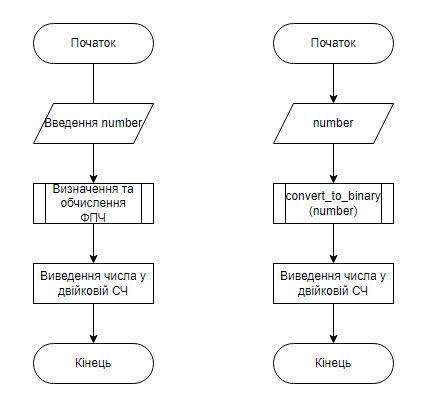 Початок
Введення number
Визначення та
обчислення
ФПЧ
Виведення числа у
двійковій СЧ
Кінець
Початок
number
convert_to_binary
(number)
Виведення числа у
двійковій СЧ
Кінець